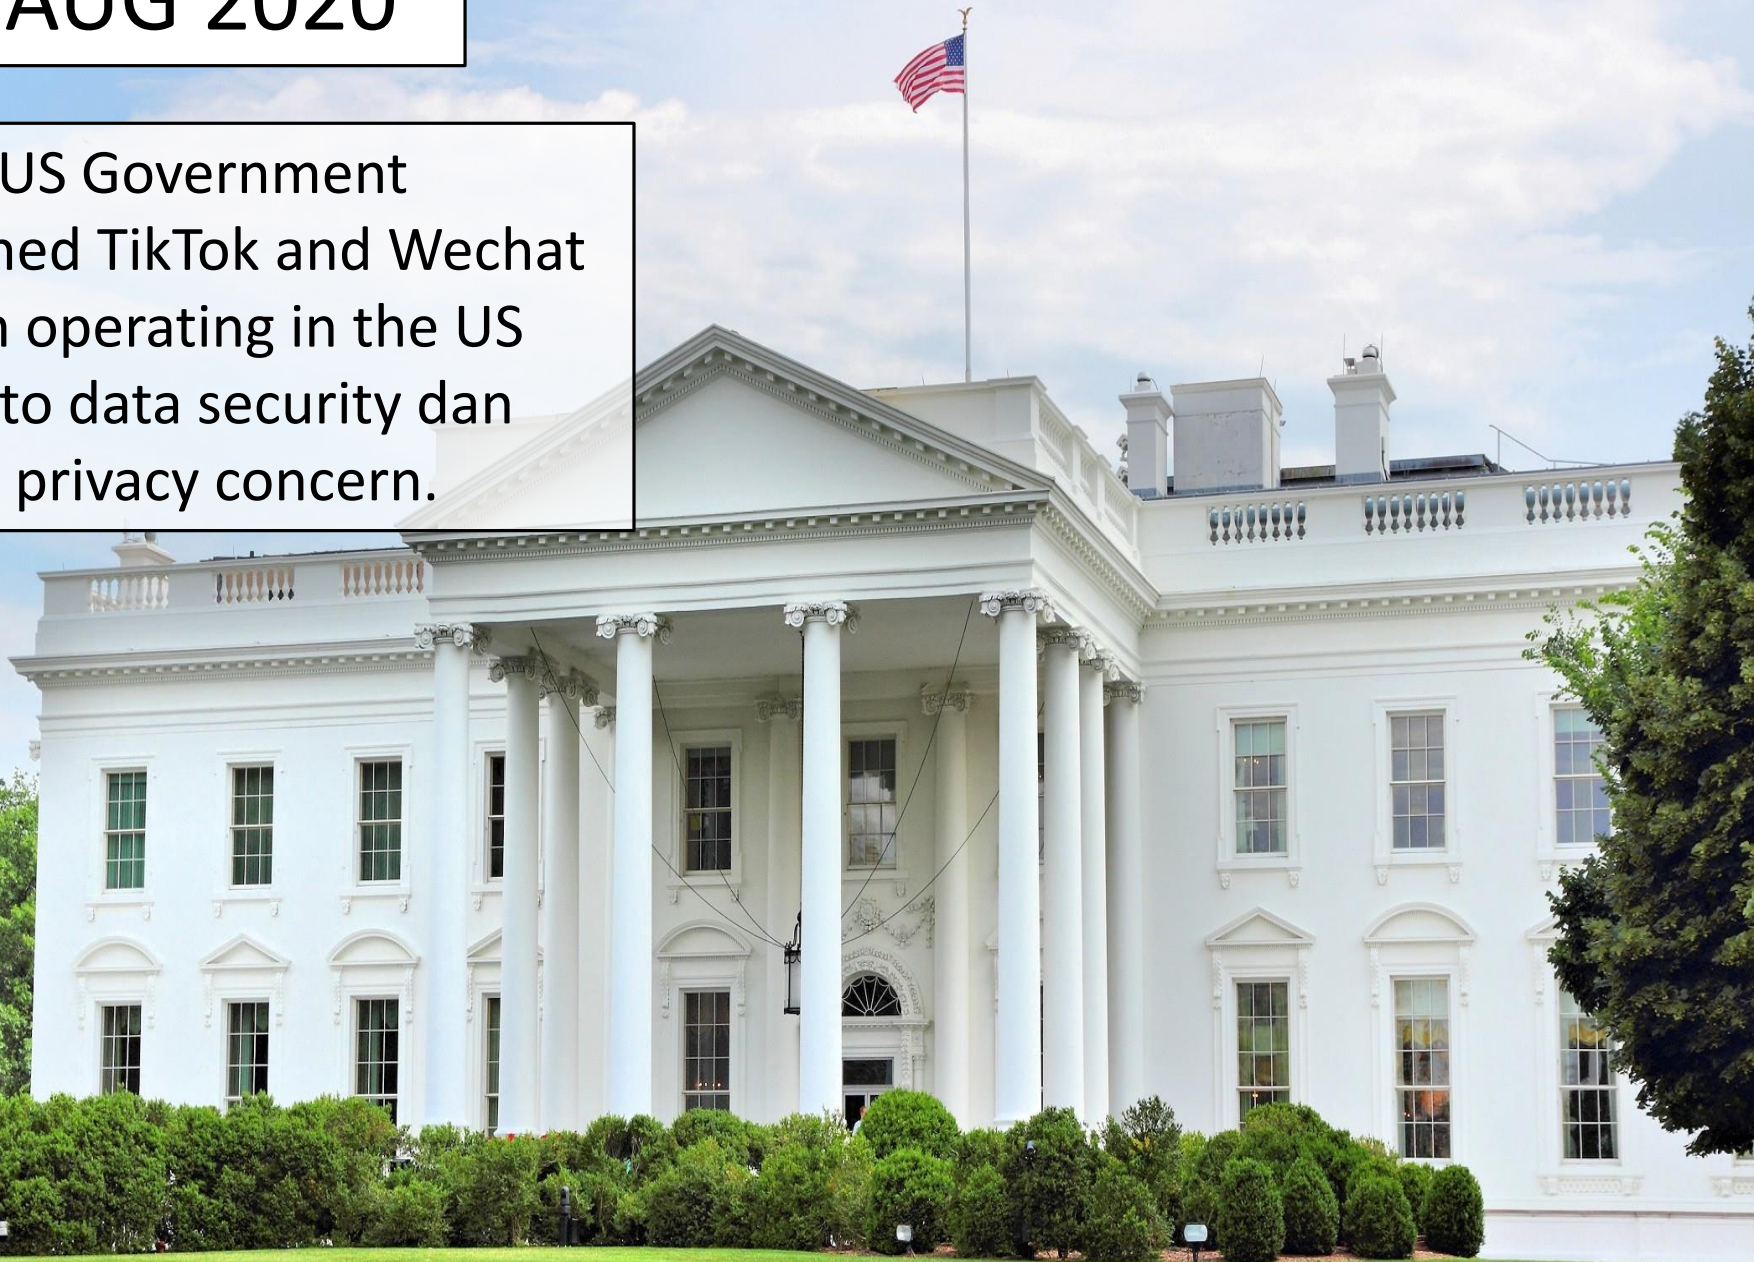 AUG 2020
US Government
ned TikTok and Wechat
operating in the US
to data security dan
privacy concern.